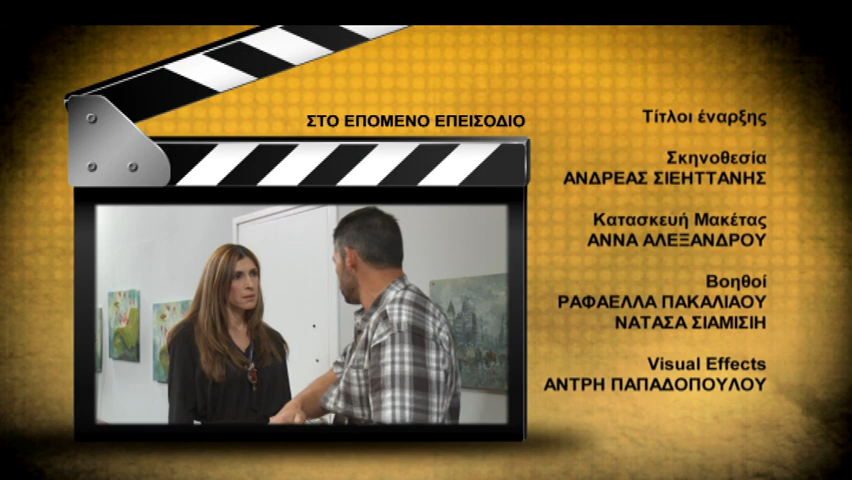 ΣΤΟ ΕΠΟΜΕΝΟ ΕΠΕΙΣΟΔΙΟ
Τίτλοι έναρξης
Σκηνοθεσία
ΑΝΔΡΕΑΣ ΣΙΕΗΤΤΑΝΗΣ
Κατασκευή Μακέτας
ΑΝΝΑ ΑΛΕΞΑΝΔΡΟΥ
Βοηθοί
ΡΑΦΑΕΛΛΑ ΠΑΚΑΛΙΑΟΥ
ΝΑΤΑΣΑ ΣΙΑΜΙΣΙΗ
Visual Effects
ΑΝΤΡΗ ΠΑΠΑΔΟΠΟΥΛΟΥ